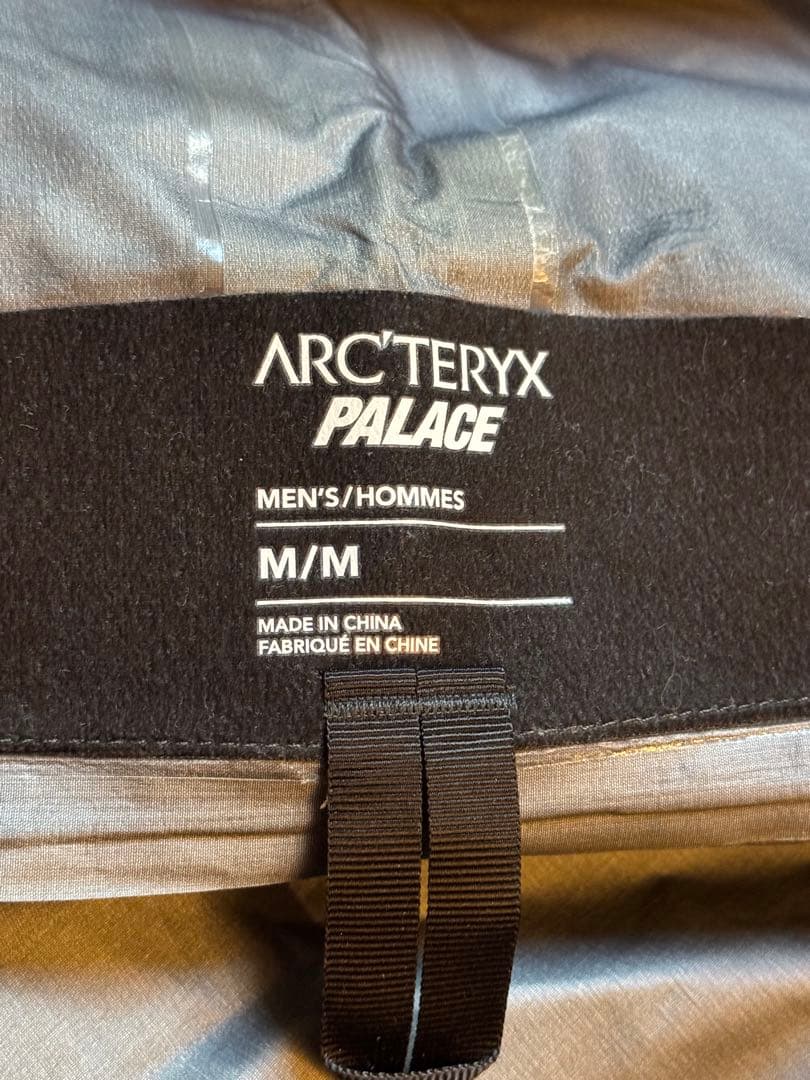 ARC'TERYX
PALACE
MEN'S/HOMMES
M/M
MADE IN CHINA
FABRIQUÉ EN CHINE